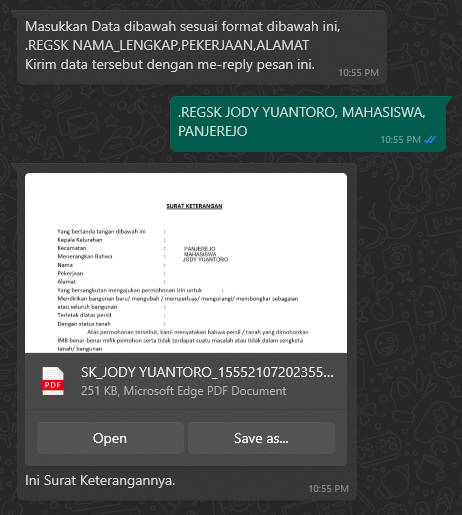 Masukkan Data dibawah sesuai format dibawah ini,
.REGSK NAMA_LENGKAP,PEKERJAAN,ALAMAT
Kirim data tersebut dengan me-reply pesan ini.
10:55 PM
.REGSK JODY YUANTORO, MAHASISWA,
PANJEREJO
10:55 PM
SURAT KETERANGAN
Yang bertanda tangan dibawah ini :
Kepala Kelurahan :
Kecamatan : PANJEREJO
Menerangkan Bahwa : MAHASISWA
Nama : JODY YUANTORO
Pekerjaan :
Alamat :
Yang bersangkutan mengajukan permohonan izin untuk :
Mendirikan bangunan baru/ mengubah / memperluas/ mengurangi/ membongkar sebagaian
atau seluruh bangunan :
Terletak diatas persil :
Dengan status tanah :
Atas permohonan tersebut, kami menyatakan bahwa persil / tanah yang dimohonkan
IMB benar-benar milik pemohon serta tidak terdapat suatu masalah atau tidak dalam sengketa
tanah/ bangunan
PDF
SK_JODY YUANTORO_15552107202355...
251 KB, Microsoft Edge PDF Document
Open
Save as...
Ini Surat Keterangannya.
10:55 PM